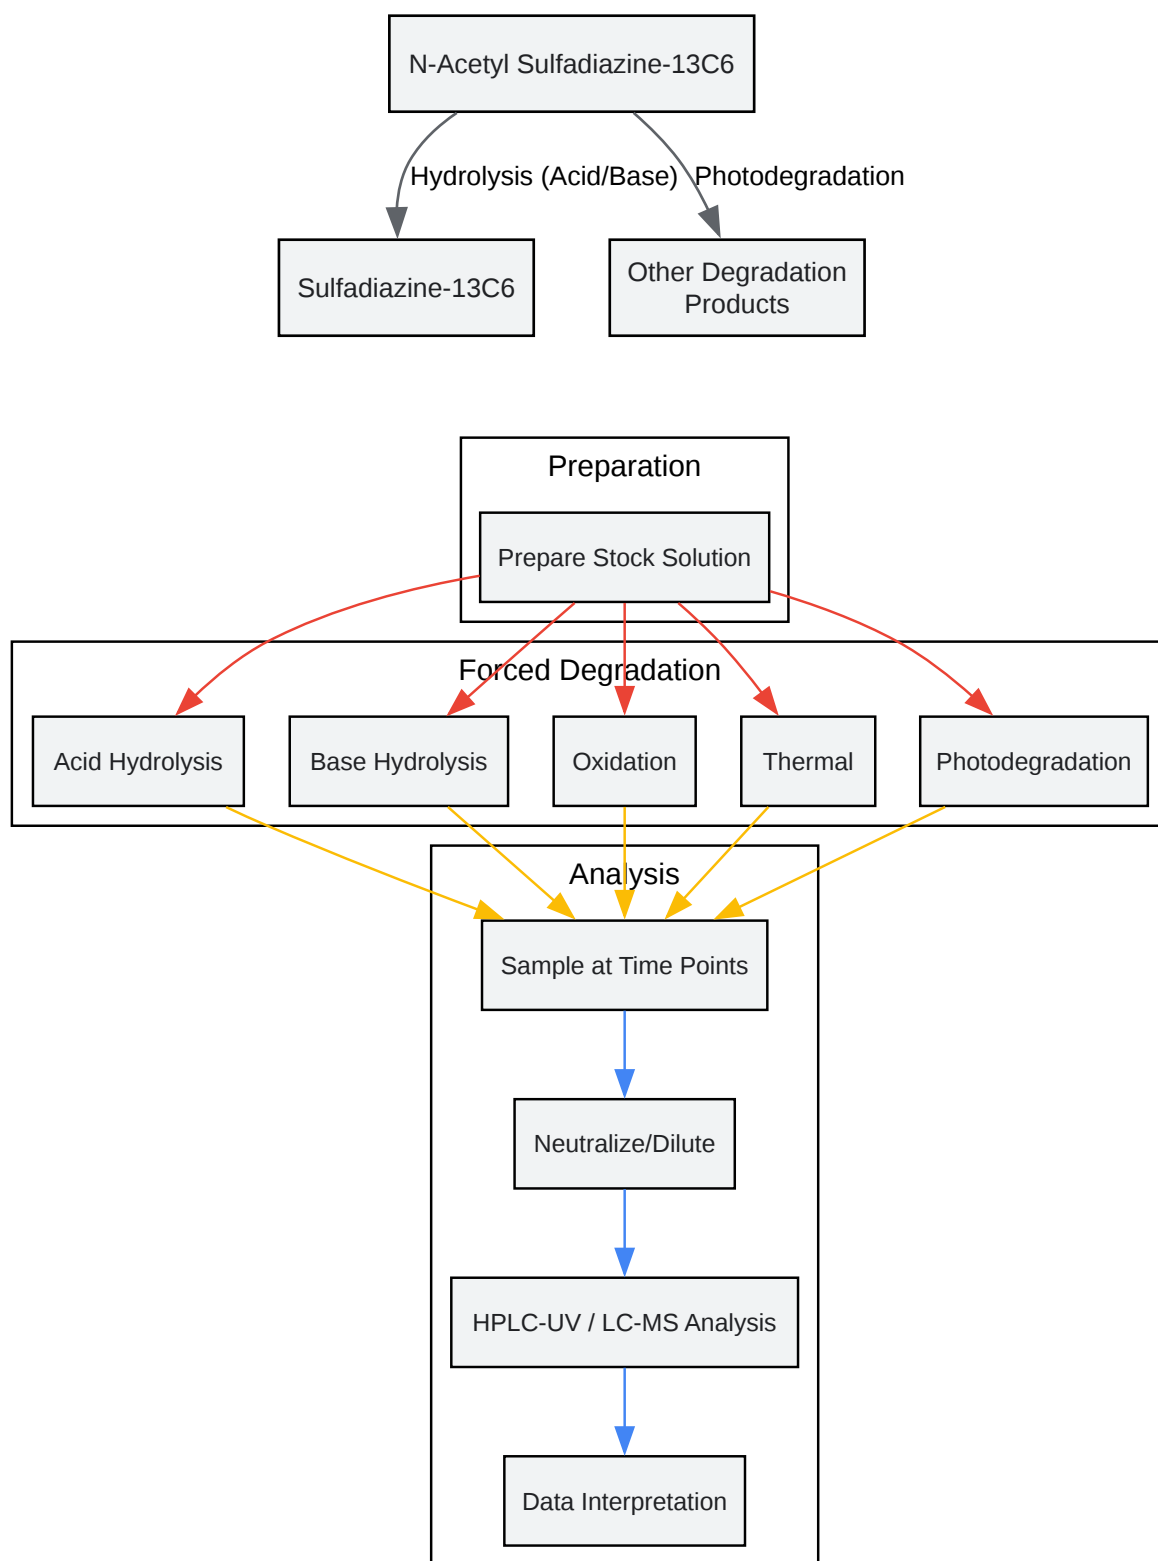 N-Acetyl Sulfadiazine-13C6
Hydrolysis (Acid/Base)
Photodegradation
Sulfadiazine-13C6
Other Degradation
Products
Preparation
Prepare Stock Solution
Forced Degradation
Acid Hydrolysis
Base Hydrolysis
Oxidation
Thermal
Photodegradation
Analysis
Sample at Time Points
Neutralize/Dilute
HPLC-UV / LC-MS Analysis
Data Interpretation